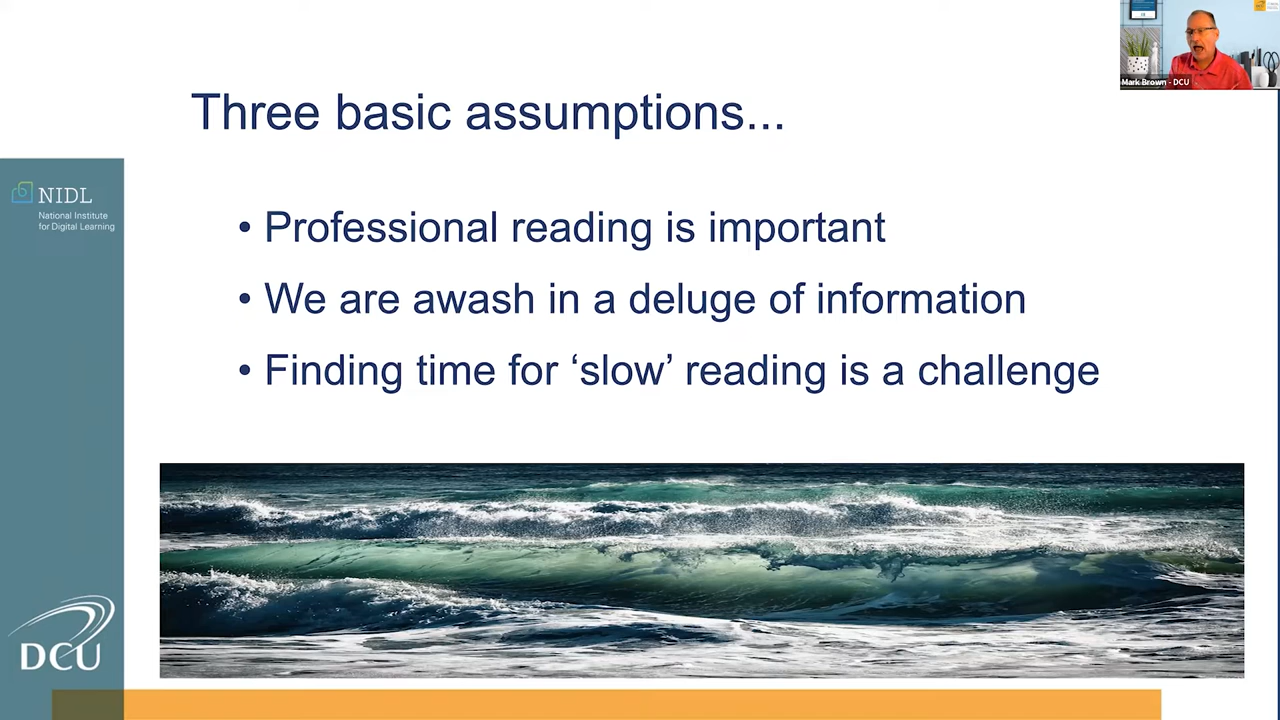 Three basic assumptions...
• Professional reading is important
• We are awash in a deluge of information
• Finding time for ‘slow’ reading is a challenge
NIDL
National Institute
for Digital Learning
DCU
Mark Brown - DCU